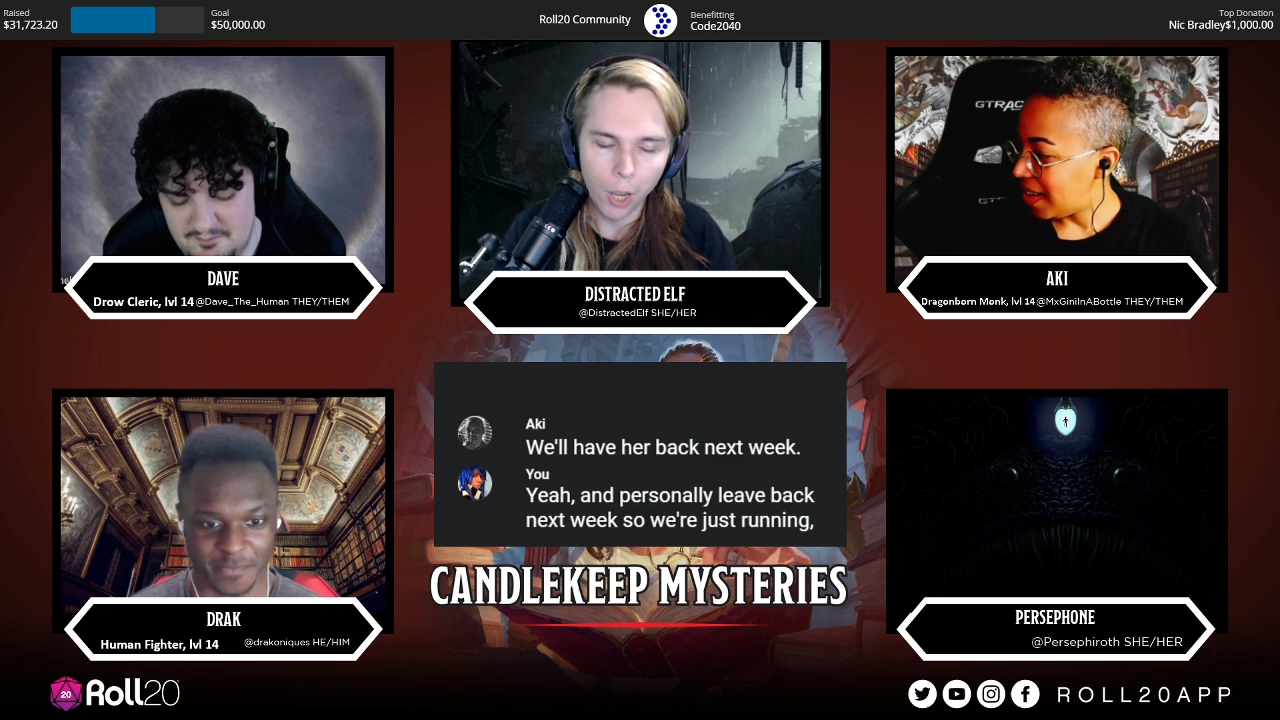 Raised
$31,723.20
Goal
$50,000.00
Roll20 Community
Benefitting
Code2040
Top Donation
Nic Bradley$1,000.00
GTRAC
GT
DAVE
Drow Cleric, lvl 14 @Dave_The_Human THEY/THEM
DISTRACTED ELF
@DistractedElf SHE/HER
AKI
Dragonborn Monk, lvl 14 @MxGiniInABottle THEY/THEM
Aki
We'll have her back next week.
You
Yeah, and personally leave back
next week so we're just running,
CANDLEKEEP MYSTERIES
DRAK
Human Fighter, lvl 14 @drakoniques HE/HIM
PERSEPHONE
@Persephiroth SHE/HER
20 Roll20
ROLL20APP